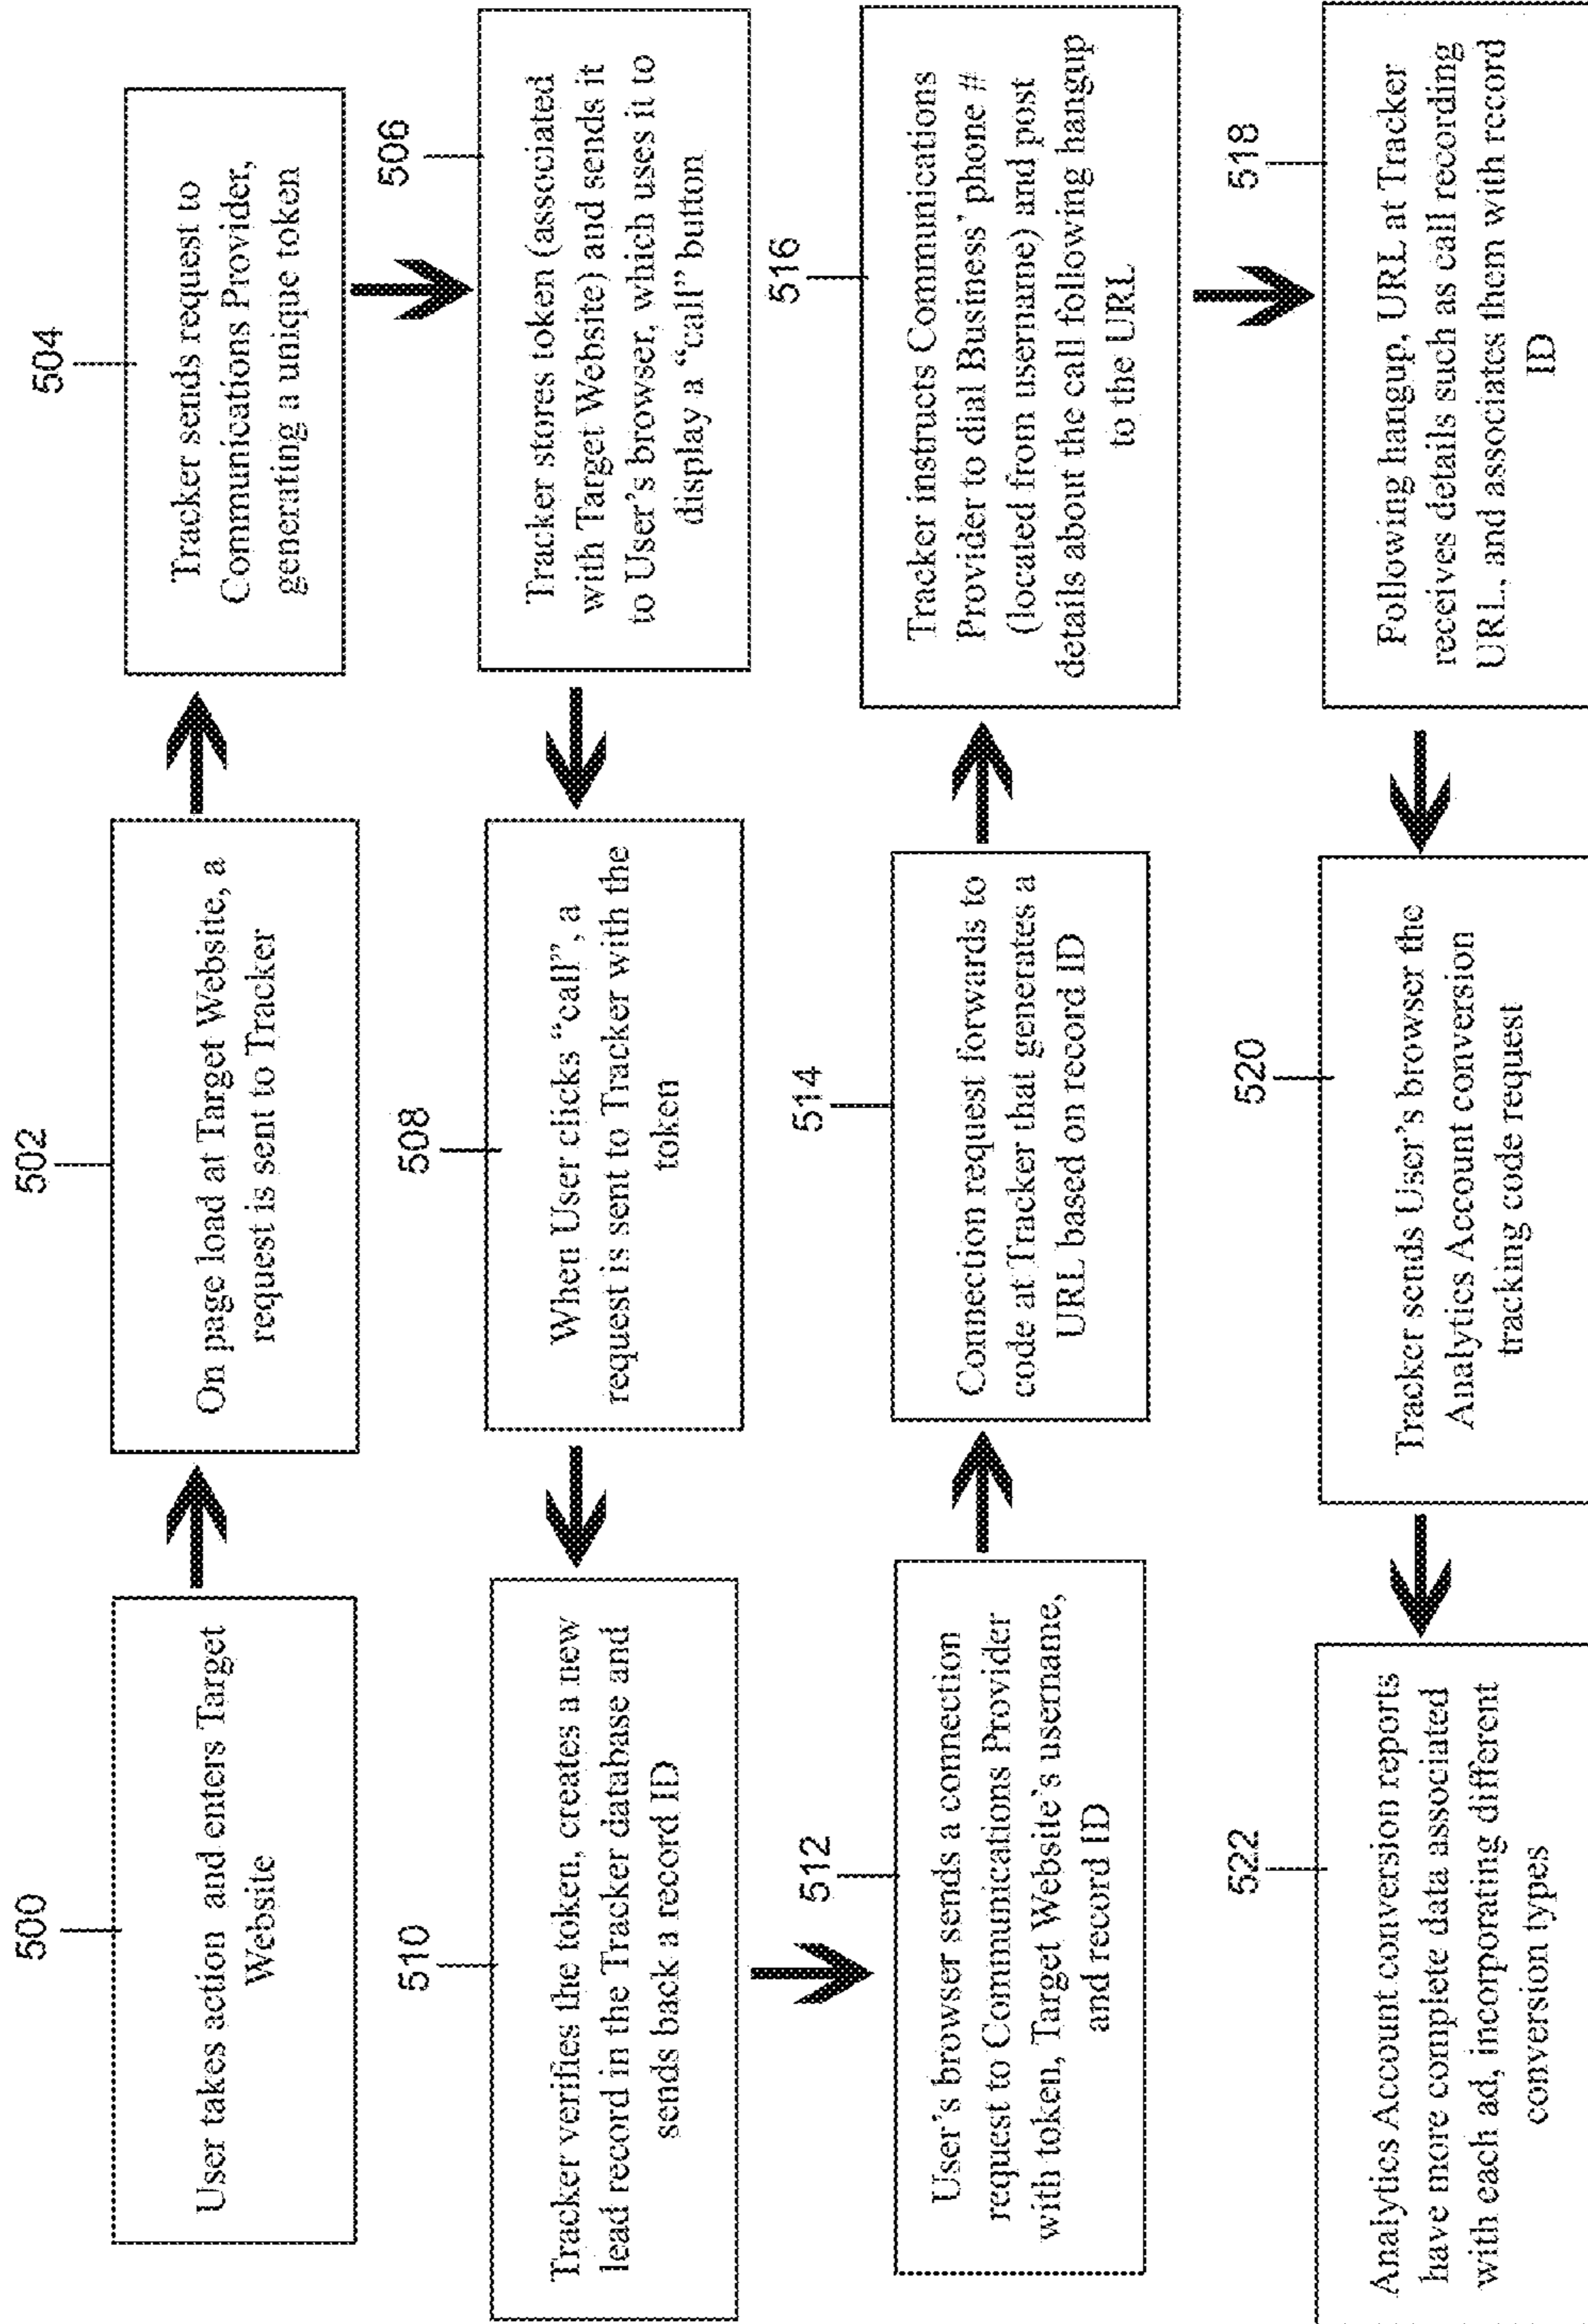 500
User takes action and enters Target
Website
502
On page load at Target Website, a
request is sent to Tracker
504
Tracker sends request to
Communications Provider,
generating a unique token
506
Tracker stores token (associated
with Target Website) and sends it
to User's browser, which uses it to
display a “call” button
508
When User clicks “call”, a
request is sent to Tracker with the
token
510
Tracker verifies the token, creates a new
lead record in the Tracker database and
sends back a record ID
512
User's browser sends a connection
request to Communications Provider
with token, Target Website's username,
and record ID
514
Connection request forwards to
code at Tracker that generates a
URL based on record ID
516
Tracker instructs Communications
Provider to dial Business' phone #
(located from username) and post
details about the call following hangup
to the URL
518
Following hangup, URL at Tracker
receives details such as call recording
URL, and associates them with record
ID
520
Tracker sends User's browser the
Analytics Account conversion
tracking code request
522
Analytics Account conversion reports
have more complete data associated
with each ad, incorporating different
conversion types